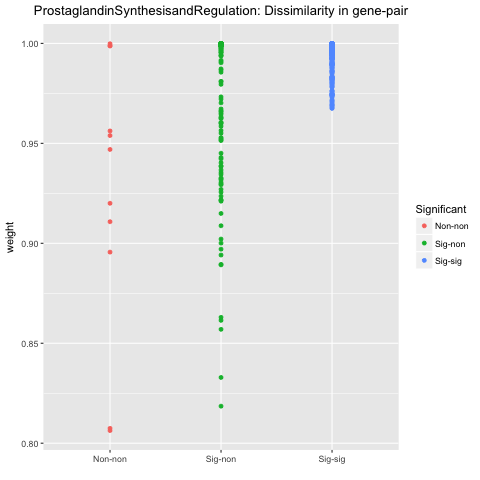 ProstaglandinSynthesisandRegulation: Dissimilarity in gene-pair
1.00
0.95
0.90
0.85
0.80
weight
Non-non
Sig-non
Sig-sig
Significant
Non-non
Sig-non
Sig-sig